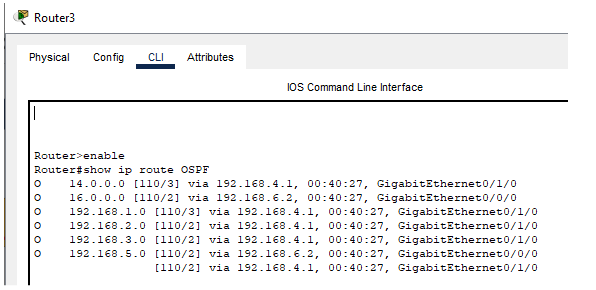 Router3
Physical Config CLI Attributes
IOS Command Line Interface
Router>enable
Router#show ip route OSPF
O 14.0.0.0 [110/3] via 192.168.4.1, 00:40:27, GigabitEthernet0/1/0
O 16.0.0.0 [110/2] via 192.168.6.2, 00:40:27, GigabitEthernet0/0/0
O 192.168.1.0 [110/3] via 192.168.4.1, 00:40:27, GigabitEthernet0/1/0
O 192.168.2.0 [110/2] via 192.168.4.1, 00:40:27, GigabitEthernet0/1/0
O 192.168.3.0 [110/2] via 192.168.4.1, 00:40:27, GigabitEthernet0/1/0
O 192.168.5.0 [110/2] via 192.168.6.2, 00:40:27, GigabitEthernet0/0/0
[110/2] via 192.168.4.1, 00:40:27, GigabitEthernet0/1/0